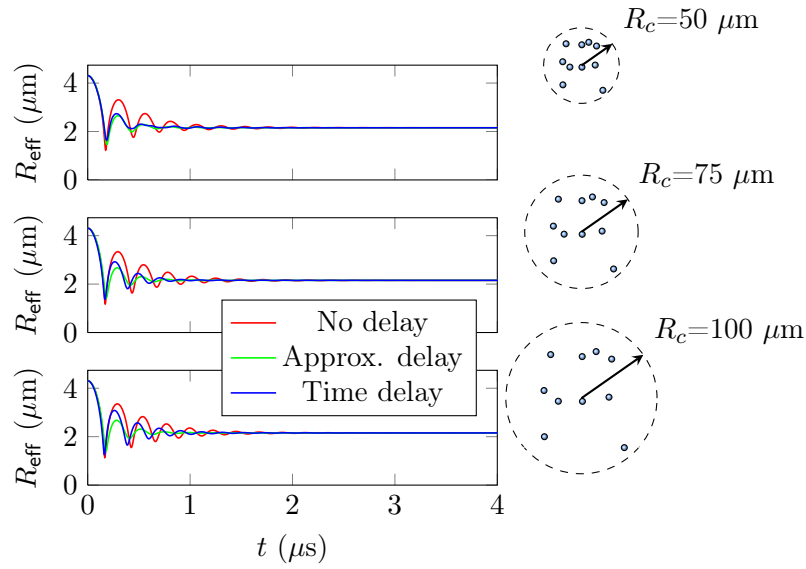 R_c=50 μm
4
2
0
R_eff (μm)
R_c=75 μm
4
2
0
R_eff (μm)
No delay
Approx. delay
Time delay
R_c=100 μm
4
2
0
R_eff (μm)
0 1 2 3 4
t (μs)